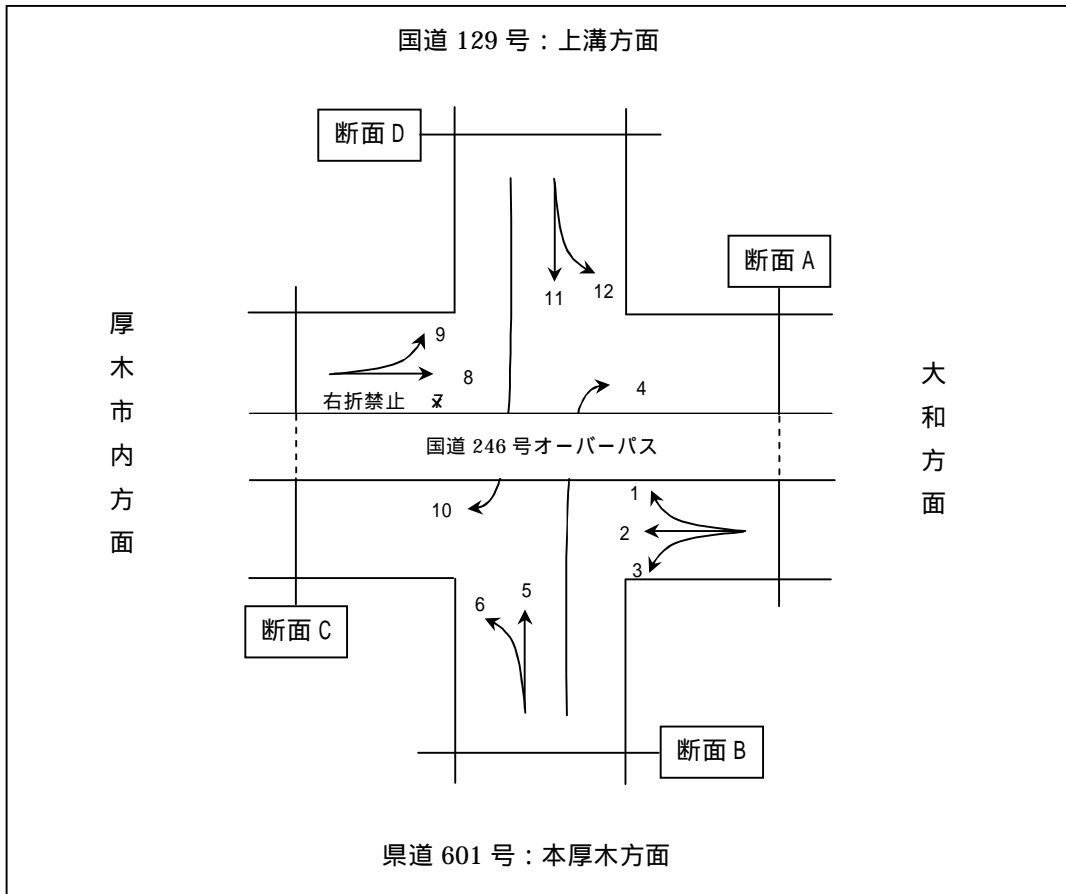 国道 129 号：上溝方面
断面 D
断面 A
11
12
厚木市内方面
大和方面
9
8
4
右折禁止 7
国道 246 号オーバーパス
10
1
2
3
5
6
断面 C
断面 B
県道 601 号：本厚木方面